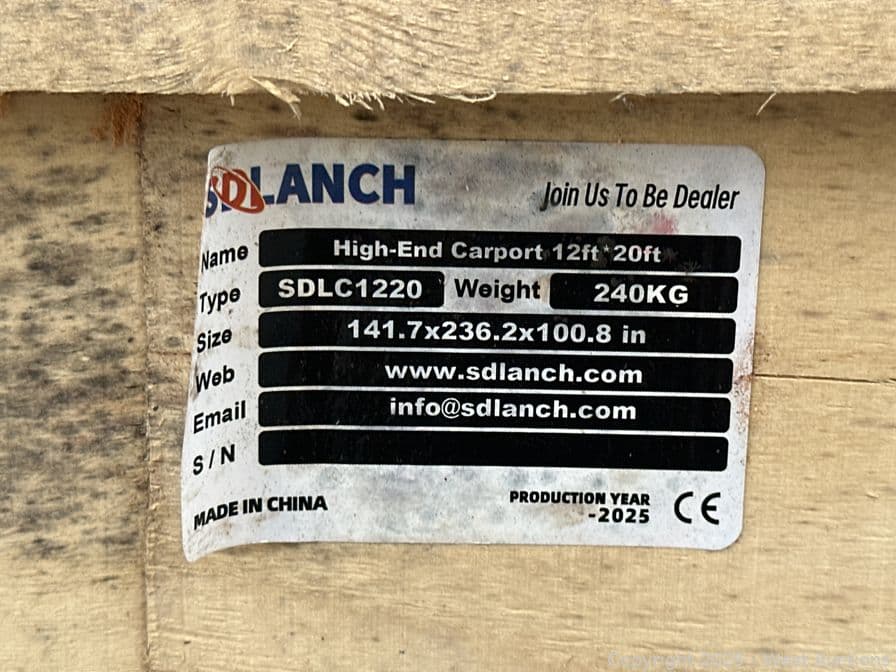 SDLANCH
Join Us To Be Dealer
Name High-End Carport 12ft*20ft
Type SDLC1220 Weight 240KG
Size 141.7x236.2x100.8 in
Web www.sdlanch.com
Email info@sdlanch.com
S/N
MADE IN CHINA
PRODUCTION YEAR
-2025
CE